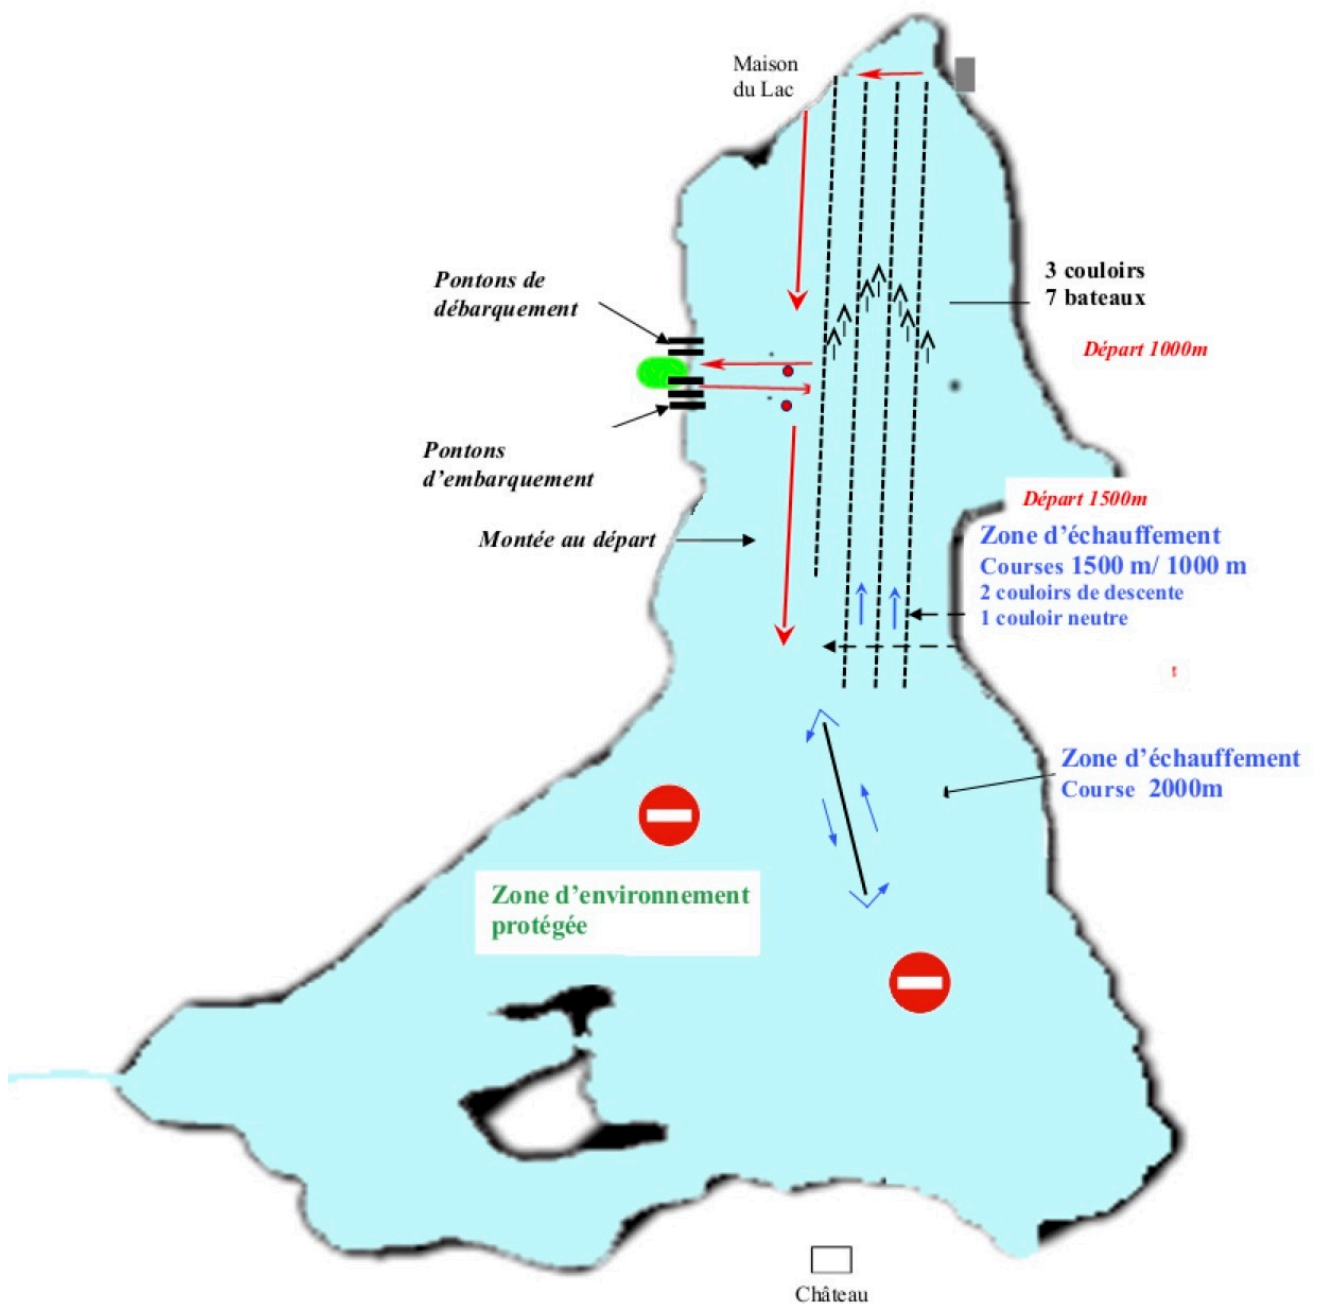 Maison
du Lac
Pontons de
débarquement
3 couloirs
7 bateaux
Départ 1000m
Pontons
d'embarquement
Départ 1500m
Montée au départ
Zone d'échauffement
Courses 1500 m/ 1000 m
2 couloirs de descente
1 couloir neutre
Zone d'échauffement
Course 2000m
Zone d'environnement
protégée
Château